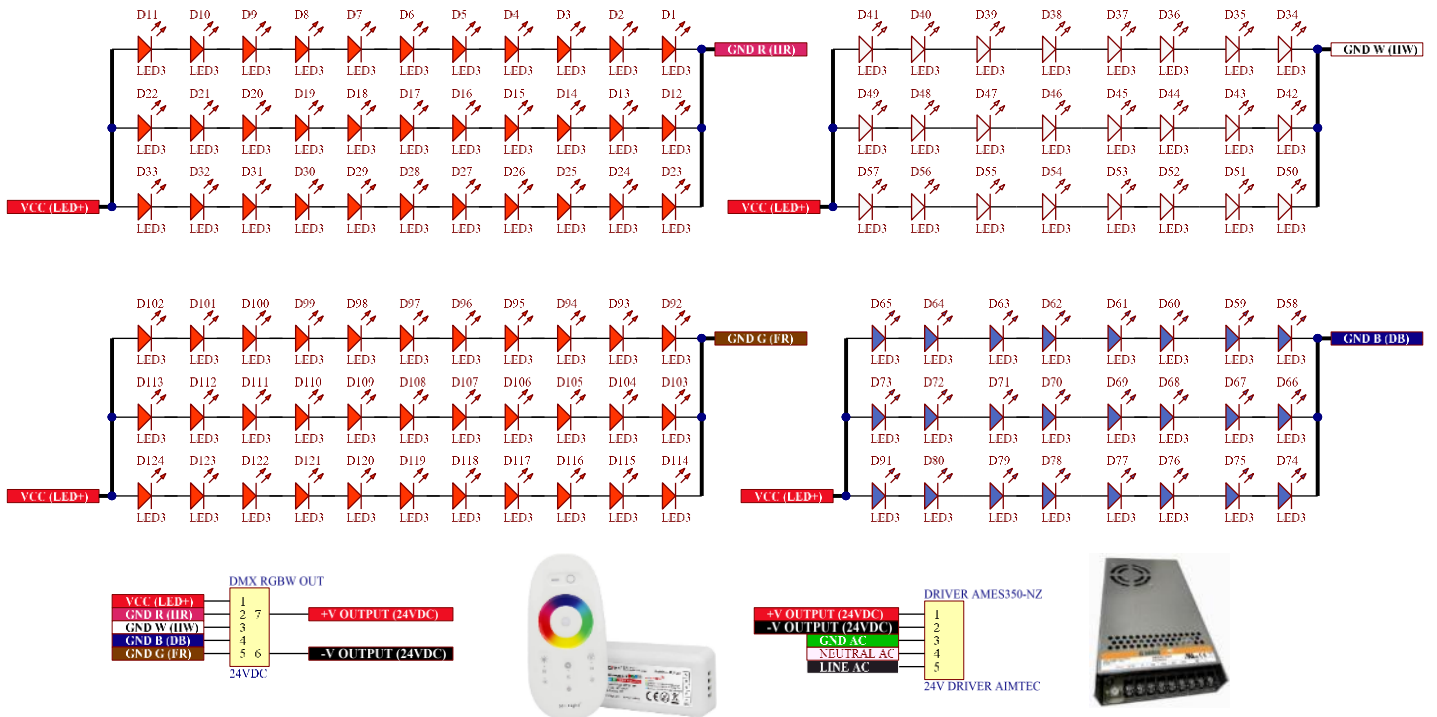 D11 D10 D9 D8 D7 D6 D5 D4 D3 D2 D1
GND R (HR)
LED3 LED3 LED3 LED3 LED3 LED3 LED3 LED3 LED3 LED3 LED3
D22 D21 D20 D19 D18 D17 D16 D15 D14 D13 D12
LED3 LED3 LED3 LED3 LED3 LED3 LED3 LED3 LED3 LED3 LED3
D33 D32 D31 D30 D29 D28 D27 D26 D25 D24 D23
VCC (LED+)
LED3 LED3 LED3 LED3 LED3 LED3 LED3 LED3 LED3 LED3 LED3
D41 D40 D39 D38 D37 D36 D35 D34
GND W (HW)
LED3 LED3 LED3 LED3 LED3 LED3 LED3 LED3
D49 D48 D47 D46 D45 D44 D43 D42
LED3 LED3 LED3 LED3 LED3 LED3 LED3 LED3
D57 D56 D55 D54 D53 D52 D51 D50
VCC (LED+)
LED3 LED3 LED3 LED3 LED3 LED3 LED3 LED3
D102 D101 D100 D99 D98 D97 D96 D95 D94 D93 D92
GND G (FR)
LED3 LED3 LED3 LED3 LED3 LED3 LED3 LED3 LED3 LED3 LED3
D113 D112 D111 D110 D109 D108 D107 D106 D105 D104 D103
LED3 LED3 LED3 LED3 LED3 LED3 LED3 LED3 LED3 LED3 LED3
D124 D123 D122 D121 D120 D119 D118 D117 D116 D115 D114
VCC (LED+)
LED3 LED3 LED3 LED3 LED3 LED3 LED3 LED3 LED3 LED3 LED3
D65 D64 D63 D62 D61 D60 D59 D58
GND B (DB)
LED3 LED3 LED3 LED3 LED3 LED3 LED3 LED3
D73 D72 D71 D70 D69 D68 D67 D66
LED3 LED3 LED3 LED3 LED3 LED3 LED3 LED3
D91 D80 D79 D78 D77 D76 D75 D74
VCC (LED+)
LED3 LED3 LED3 LED3 LED3 LED3 LED3 LED3
DMX RGBW OUT
VCC (LED+) 1
GND R (HR) 2 7 +V OUTPUT (24VDC)
GND W (HW) 3
GND B (DB) 4
GND G (FR) 5 6 -V OUTPUT (24VDC)
24VDC
DRIVER AMES350-NZ
+V OUTPUT (24VDC) 1
-V OUTPUT (24VDC) 2
GND AC 3
NEUTRAL AC 4
LINE AC 5
24V DRIVER AIMTEC